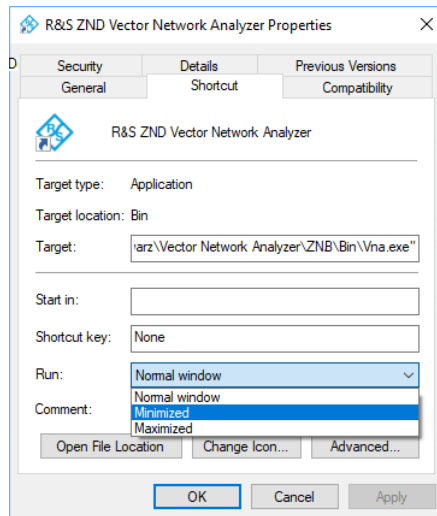 R&S ZND Vector Network Analyzer Properties
Security Details Previous Versions
General Shortcut Compatibility
R&S ZND Vector Network Analyzer
Target type: Application
Target location: Bin
Target: arz\Vector Network Analyzer\ZNB\Bin\Vna.exe"
Start in:
Shortcut key: None
Run: Normal window
Normal window
Comment: Minimized
Maximized
Open File Location Change Icon... Advanced...
OK Cancel Apply